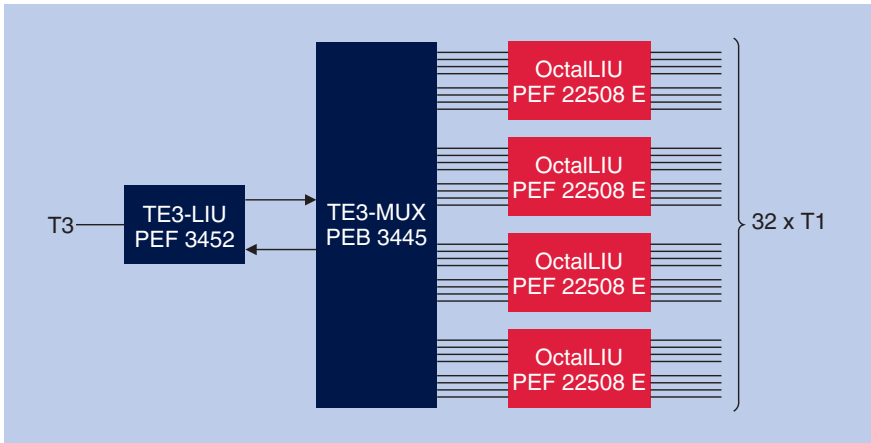 T3
TE3-LIU
PEF 3452
TE3-MUX
PEB 3445
OctalLIU
PEF 22508 E
OctalLIU
PEF 22508 E
OctalLIU
PEF 22508 E
OctalLIU
PEF 22508 E
32 x T1